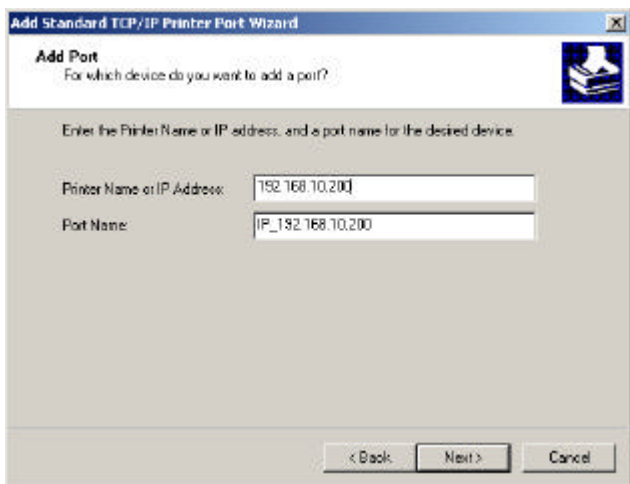 Add Standard TCP/IP Printer Port Wizard
Add Port
For which device do you want to add a port?
Enter the Printer Name or IP address, and a port name for the desired device.
Printer Name or IP Address: 192.168.10.200
Port Name: IP_192.168.10.200
< Back Next > Cancel